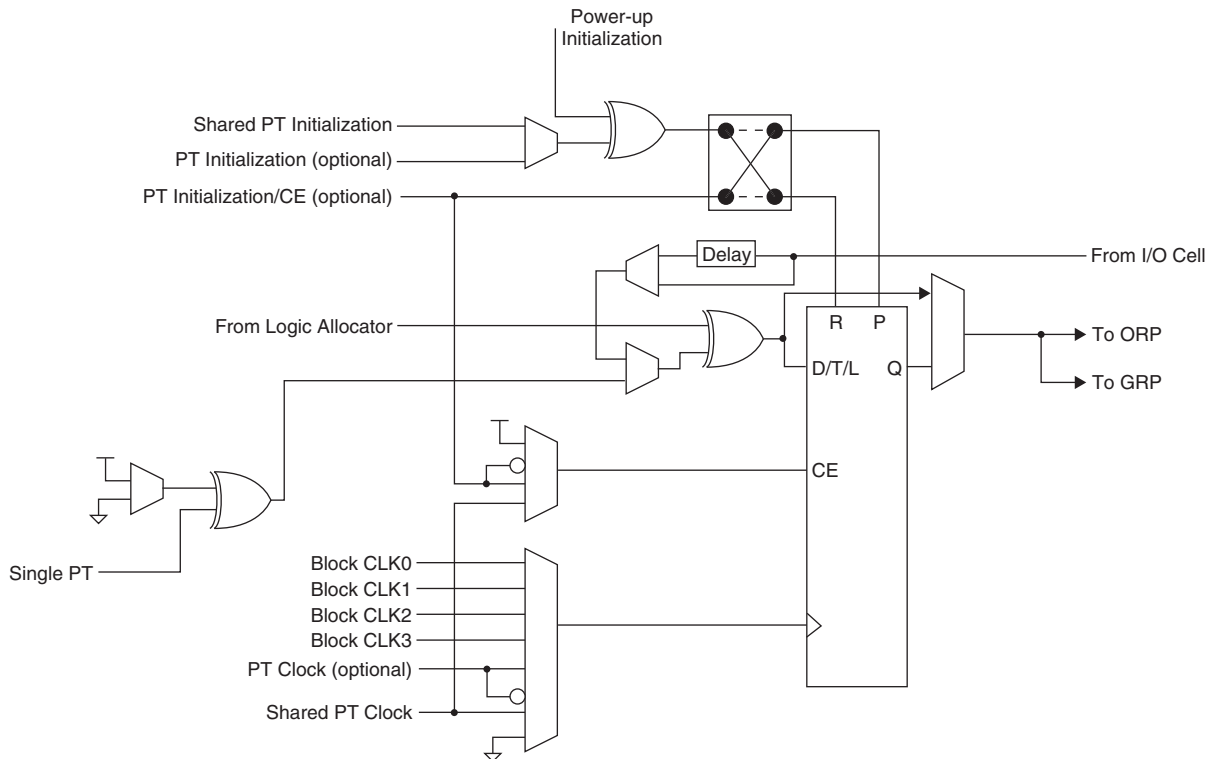 Power-up
Initialization
Shared PT Initialization
PT Initialization (optional)
PT Initialization/CE (optional)
Delay
From I/O Cell
From Logic Allocator
R
P
To ORP
D/T/L
Q
To GRP
CE
Single PT
Block CLK0
Block CLK1
Block CLK2
Block CLK3
PT Clock (optional)
Shared PT Clock